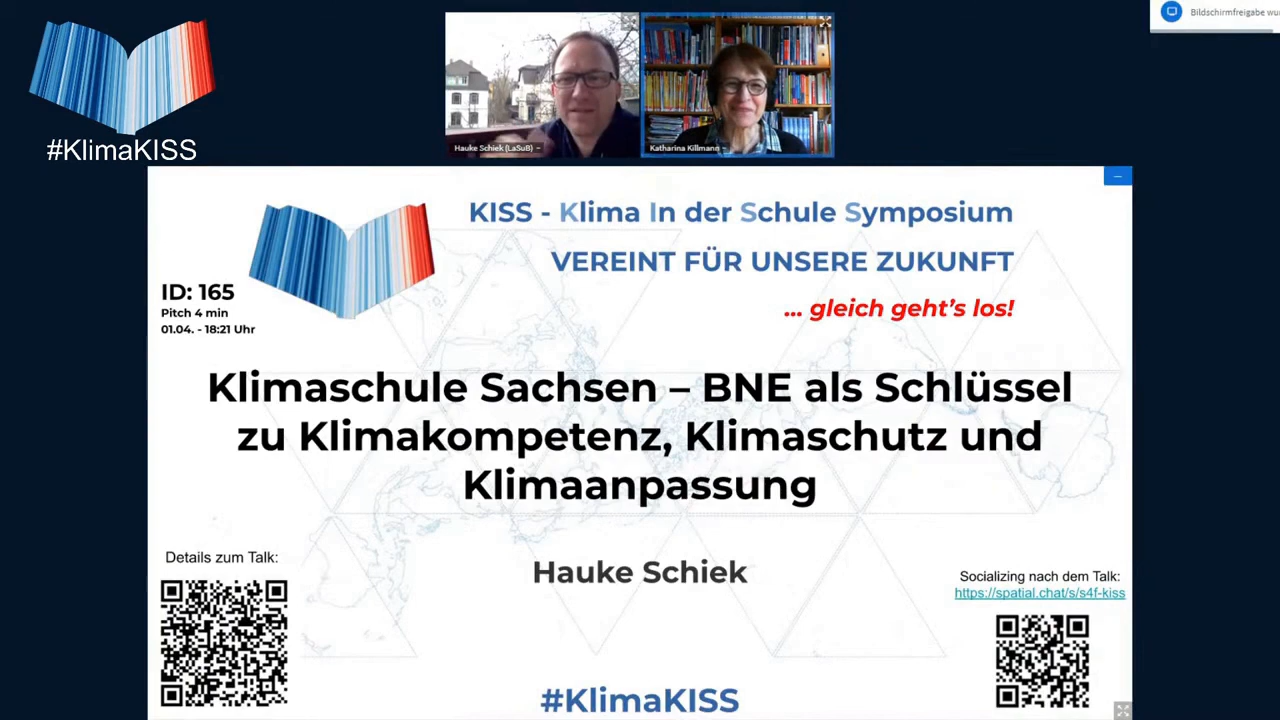 Bildschirmfreigabe wu
#KlimaKISS
Hauke Schiek (LaSuB)
Katharina Killmann
KISS - Klima In der Schule Symposium
VEREINT FÜR UNSERE ZUKUNFT
... gleich geht's los!
ID: 165
Pitch 4 min
01.04. - 18:21 Uhr
Klimaschule Sachsen – BNE als Schlüssel
zu Klimakompetenz, Klimaschutz und
Klimaanpassung
Hauke Schiek
Details zum Talk:
Socializing nach dem Talk:
https://spatial.chat/s/s4f-kiss
#KlimaKISS